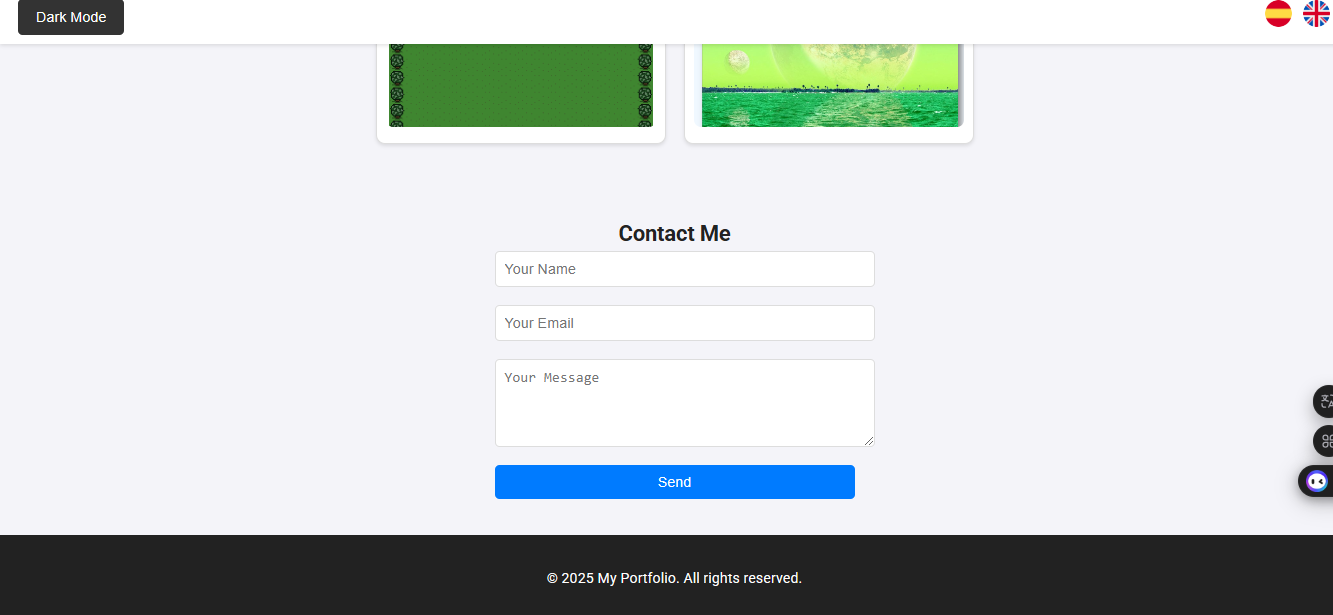 Dark Mode
Contact Me
Your Name
Your Email
Your Message
Send
© 2025 My Portfolio. All rights reserved.